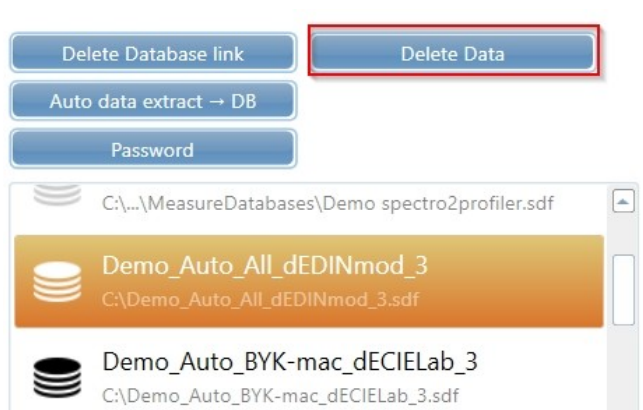 Delete Database link
Delete Data
Auto data extract → DB
Password
C:\...\MeasureDatabases\Demo spectro2profiler.sdf
Demo_Auto_All_dEDINmod_3
C:\Demo_Auto_All_dEDINmod_3.sdf
Demo_Auto_BYK-mac_dECIELab_3
C:\Demo_Auto_BYK-mac_dECIELab_3.sdf